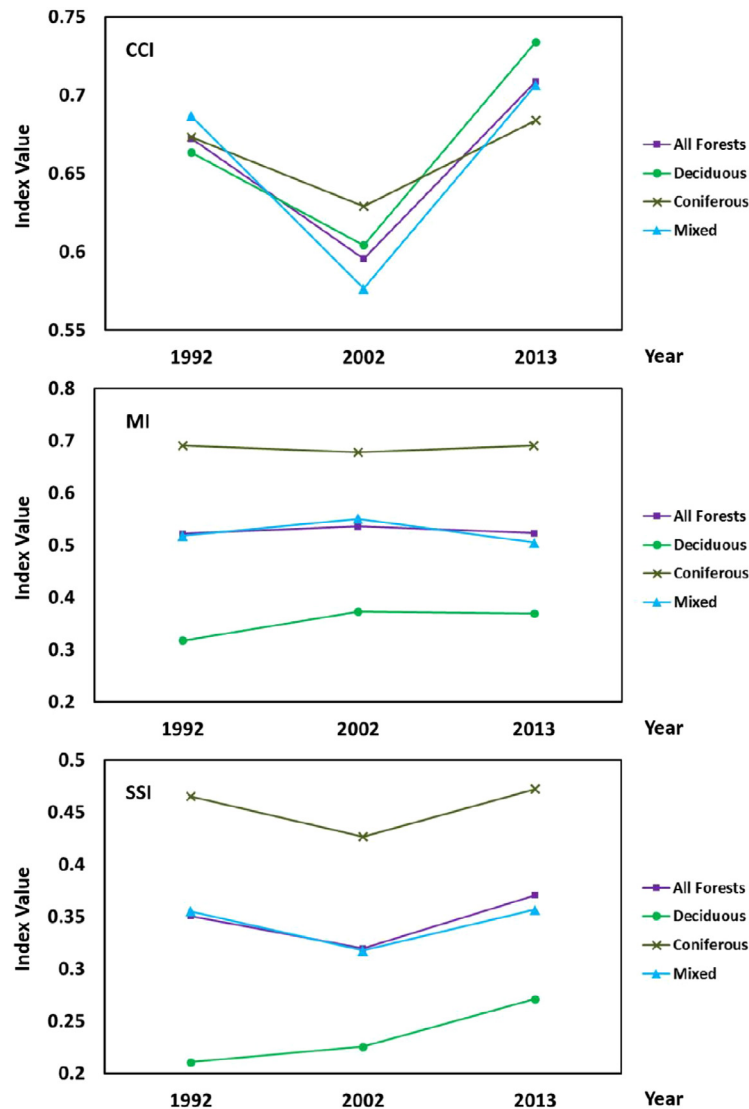 0.75
CCI
0.7
0.65
0.6
0.55
Index Value
All Forests
Deciduous
Coniferous
Mixed
1992 2002 2013 Year
0.8
MI
0.7
0.6
0.5
0.4
0.3
0.2
Index Value
All Forests
Deciduous
Coniferous
Mixed
1992 2002 2013 Year
0.5
SSI
0.45
0.4
0.35
0.3
0.25
0.2
Index Value
All Forests
Deciduous
Coniferous
Mixed
1992 2002 2013 Year